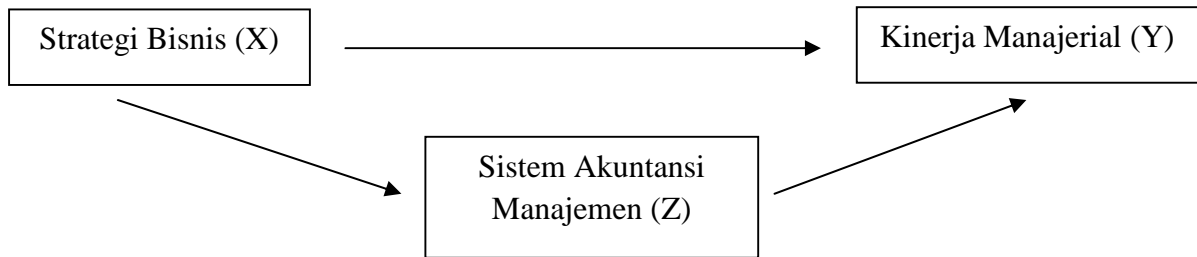 Strategi Bisnis (X)
Kinerja Manajerial (Y)
Sistem Akuntansi
Manajemen (Z)